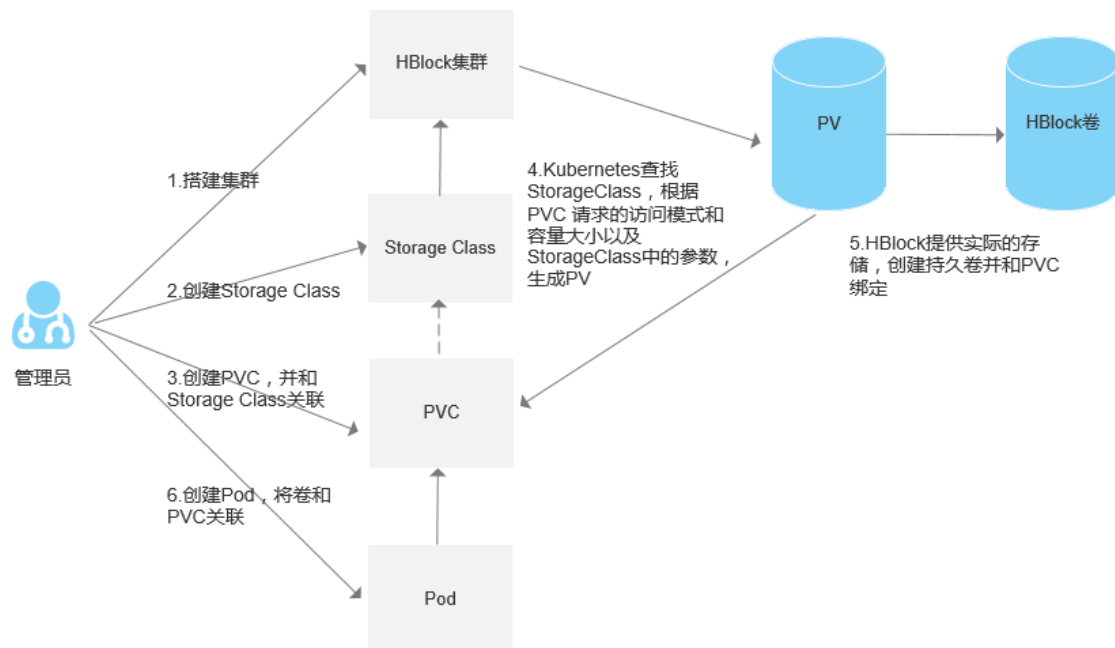 HBlock集群
PV
HBlock卷
1.搭建集群
4.Kubernetes查找
StorageClass，根据
PVC 请求的访问模式和
容量大小以及
StorageClass中的参数，
生成PV
Storage Class
5.HBlock提供实际的存
储，创建持久卷并和PVC
绑定
2.创建Storage Class
管理员
3.创建PVC，并和
Storage Class关联
PVC
6.创建Pod，将卷和
PVC关联
Pod